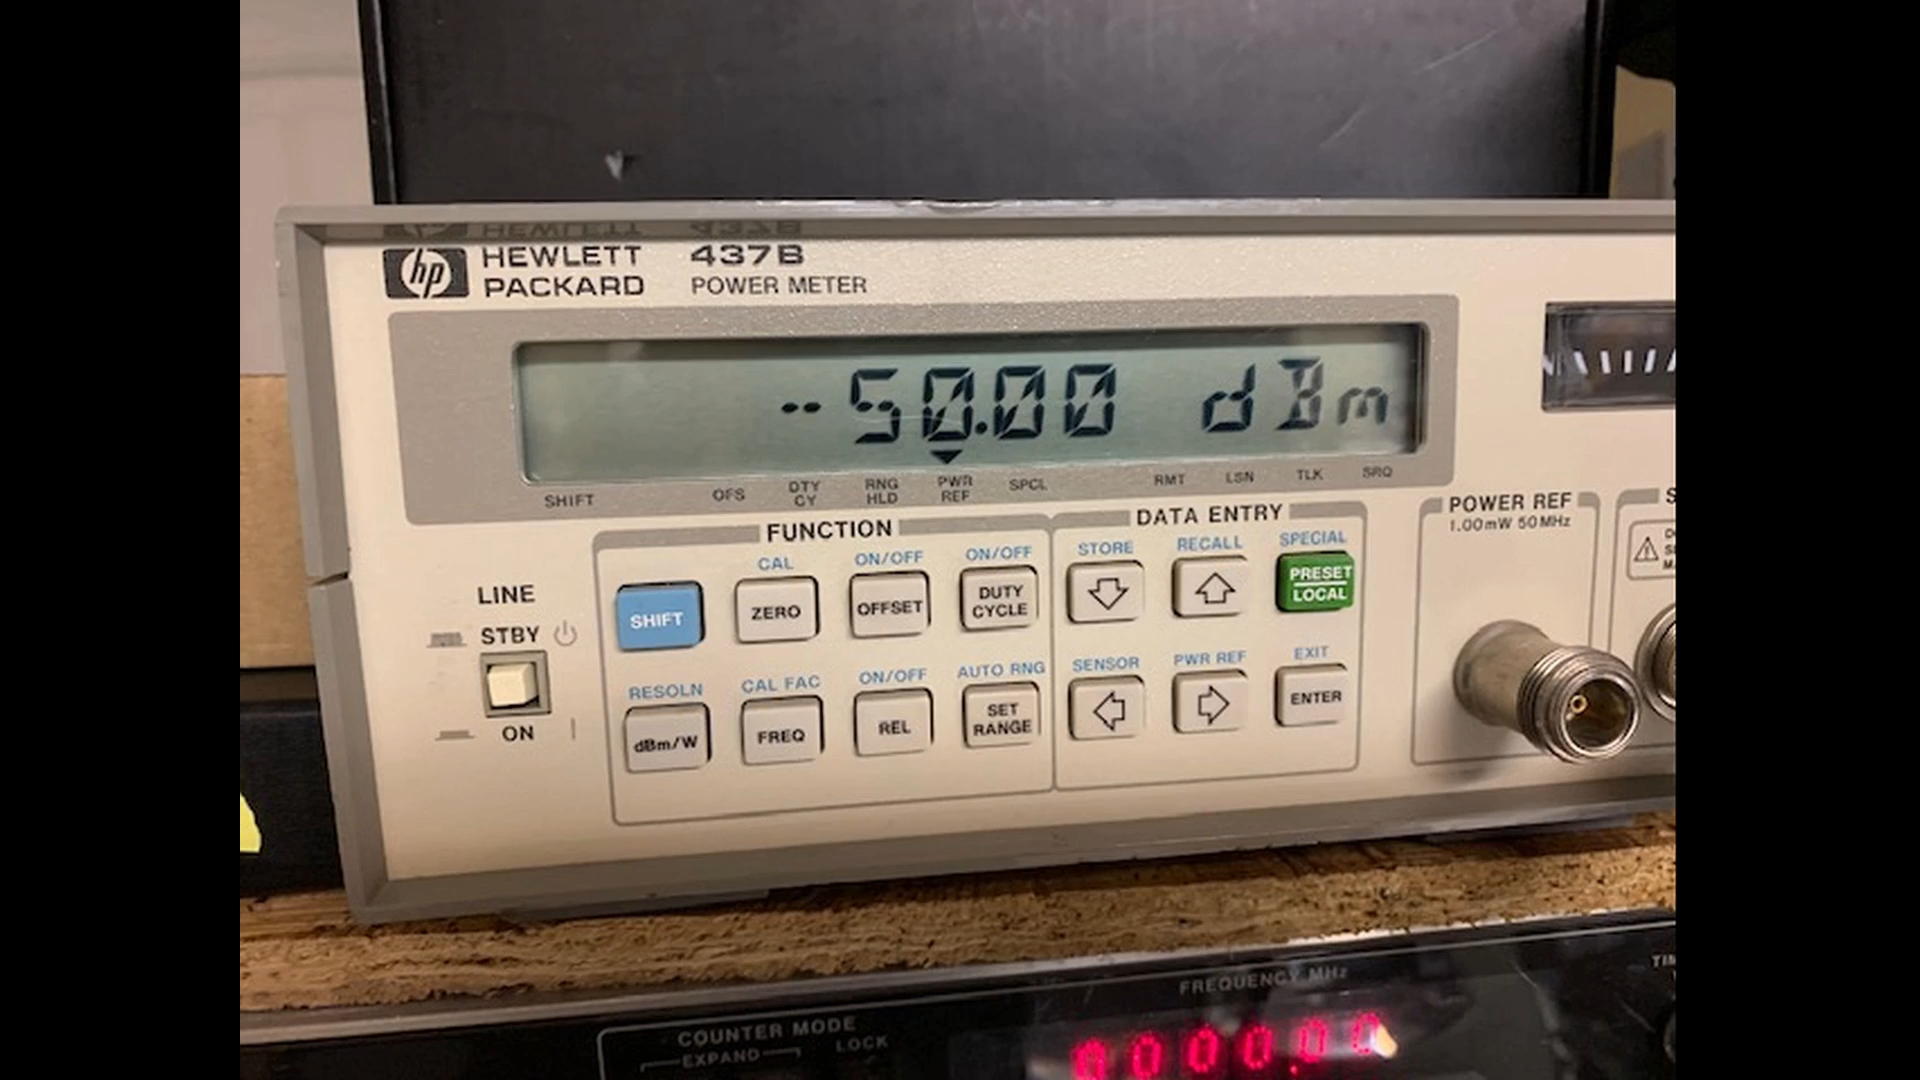 hp HEWLETT PACKARD
437B
POWER METER
-50.00 dBm
SHIFT OFS DTY CY RNG HLD PWR REF SPCL RMT LSN TLK SRQ
FUNCTION
DATA ENTRY
POWER REF
1.00mW 50 MHz
CAL ON/OFF ON/OFF STORE RECALL SPECIAL
SHIFT ZERO OFFSET DUTY CYCLE PRESET LOCAL
RESOLN CAL FAC ON/OFF AUTO RNG SENSOR PWR REF EXIT
dBm/W FREQ REL SET RANGE ENTER
LINE
STBY
ON
FREQUENCY MHz
COUNTER MODE
EXPAND LOCK